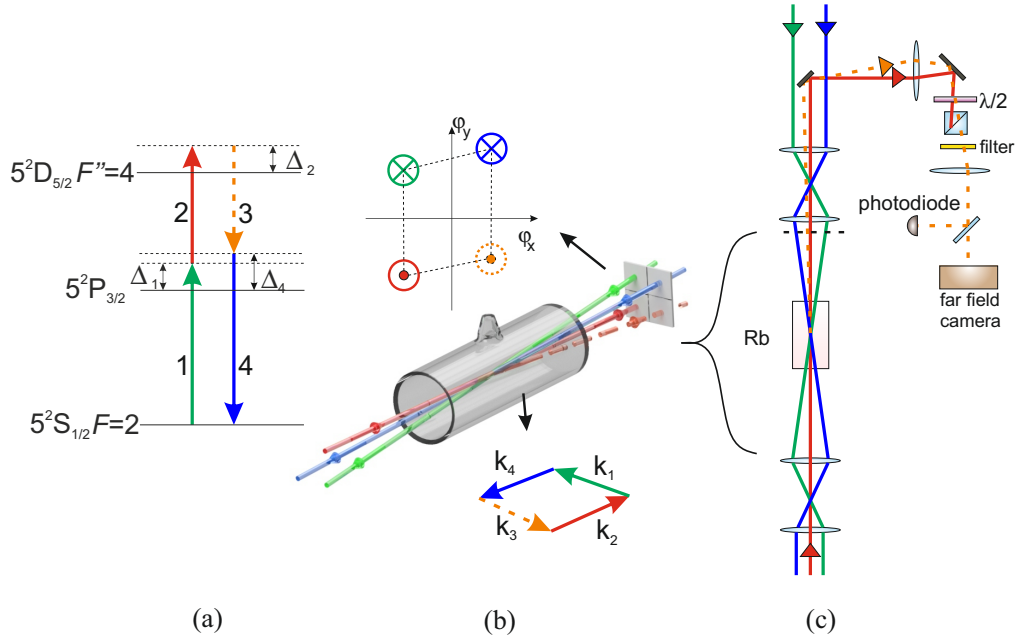 5²D₅/₂ F''=4
Δ₂
2
3
5²P₃/₂
Δ₁
Δ₄
1
4
5²S₁/₂ F=2
(a)
φy
φx
k₄
k₁
k₃
k₂
(b)
λ/2
filter
photodiode
far field
camera
Rb
(c)